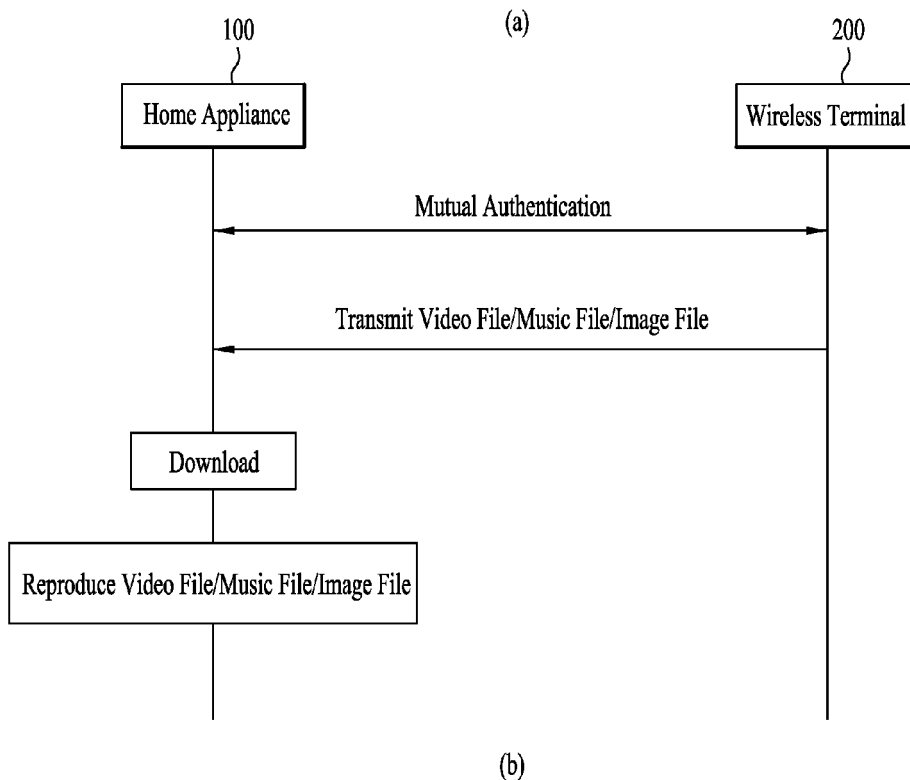 (a)
100
200
Home Appliance
Wireless Terminal
Mutual Authentication
Transmit Video File/Music File/Image File
Download
Reproduce Video File/Music File/Image File
(b)